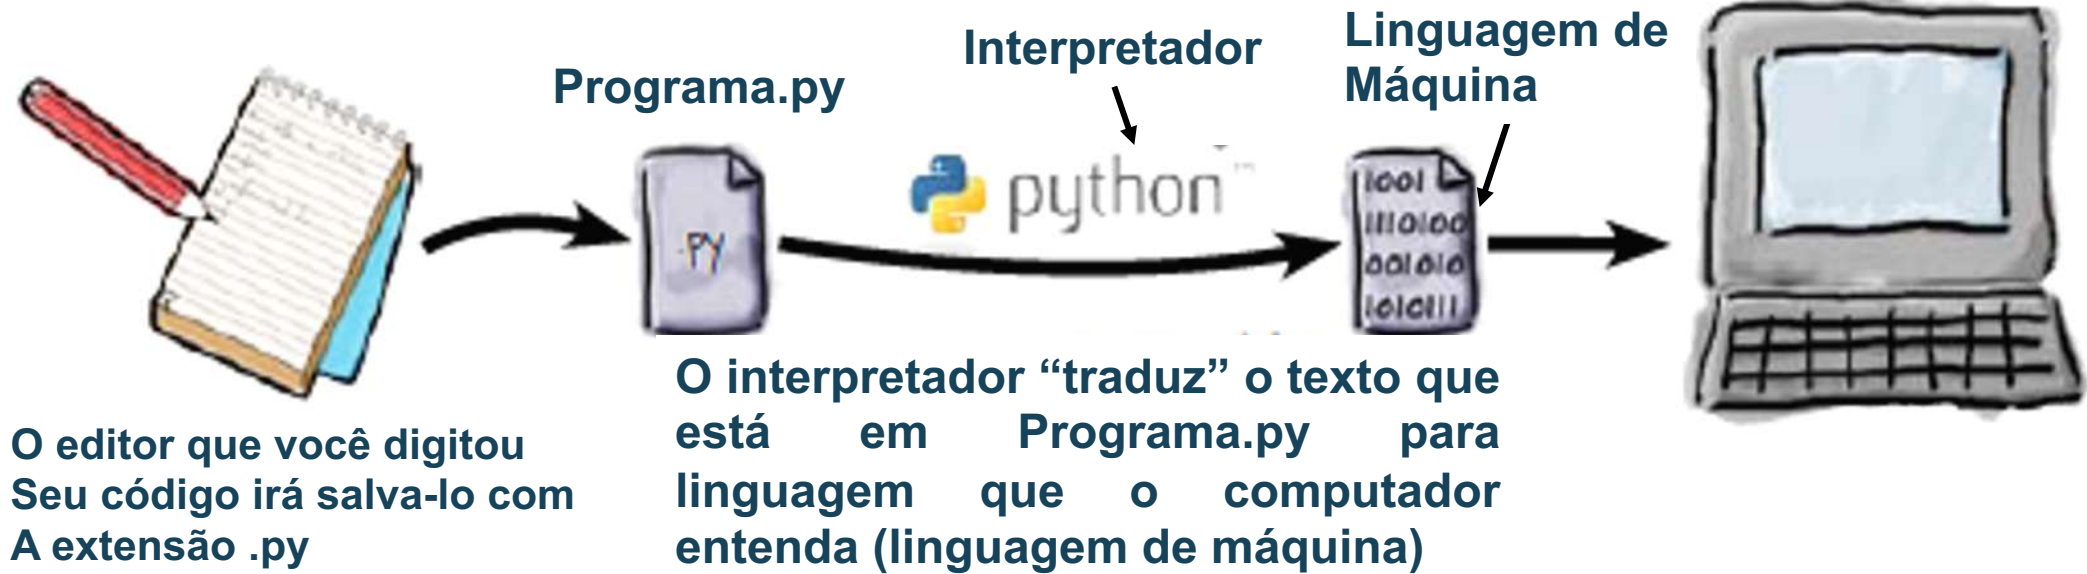 Programa.py
Interpretador
Linguagem de
Máquina
.PY
python
1001
1110100
001010
1010111
O editor que você digitou
Seu código irá salva-lo com
A extensão .py
O interpretador “traduz” o texto que
está em Programa.py para
linguagem que o computador
entenda (linguagem de máquina)